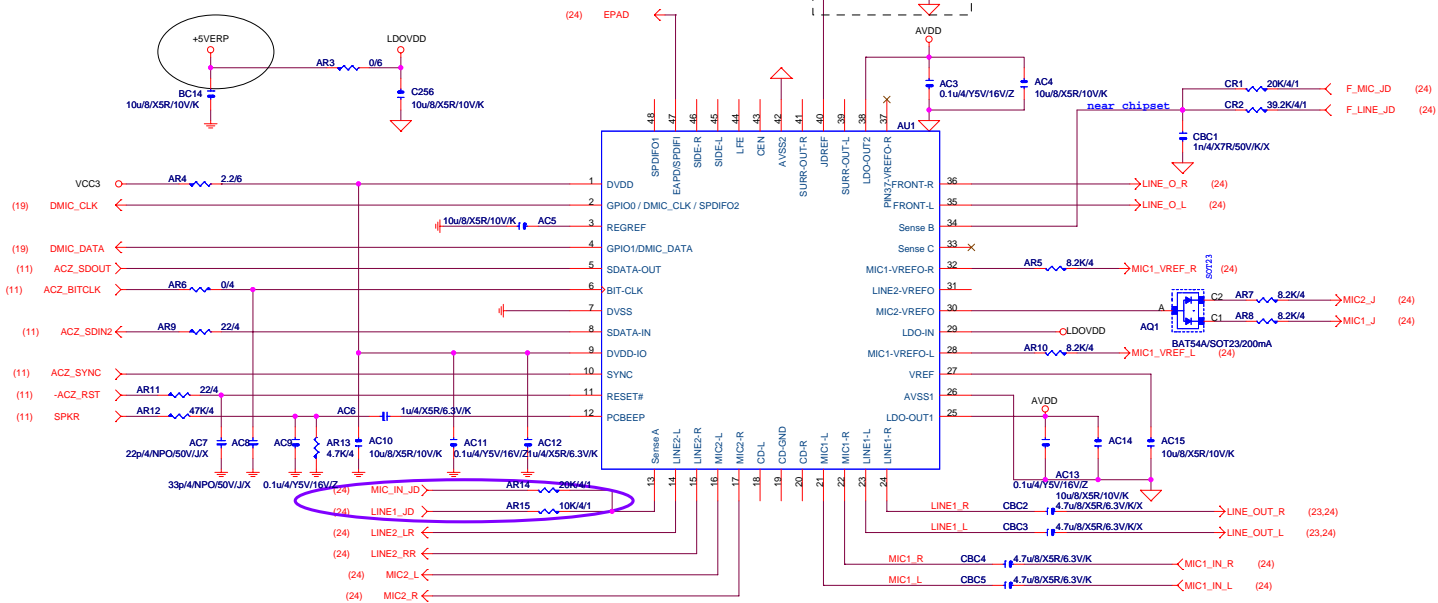 (24) EPAD
+5VERP
LDOVDD
AVDD
AR3 0/6
BC14
10u/8/X5R/10V/K
C256
10u/8/X5R/10V/K
AC3
0.1u/4/Y5V/16V/Z
AC4
10u/8/X5R/10V/K
CR1 20K/4/1 F_MIC_JD (24)
near chipset
CR2 39.2K/4/1 F_LINE_JD (24)
CBC1
1n/4/X7R/50V/K/X
48 47 46 45 44 43 42 41 40 39 38 37
AU1
SPDIFO1
EAPD/SPDIFI
SIDE-R
SIDE-L
LFE
CEN
AVSS2
SURR-OUT-R
JDREF
SURR-OUT-L
LDO-OUT2
PIN37-VREFO-R
VCC3 AR4 2.2/6 1 DVDD
(19) DMIC_CLK 2 GPIO0 / DMIC_CLK / SPDIFO2
10u/8/X5R/10V/K AC5 3 REGREF
(19) DMIC_DATA 4 GPIO1/DMIC_DATA
(11) ACZ_SDOUT 5 SDATA-OUT
(11) ACZ_BITCLK AR6 0/4 6 BIT-CLK
7 DVSS
(11) ACZ_SDIN2 AR9 22/4 8 SDATA-IN
9 DVDD-IO
(11) ACZ_SYNC 10 SYNC
(11) -ACZ_RST AR11 22/4 11 RESET#
(11) SPKR AR12 47K/4 AC6 1u/4/X5R/6.3V/K 12 PCBEEP
FRONT-R 36 LINE_O_R (24)
FRONT-L 35 LINE_O_L (24)
Sense B 34
Sense C 33
MIC1-VREFO-R 32 AR5 8.2K/4 MIC1_VREF_R (24)
SOT23
LINE2-VREFO 31
MIC2-VREFO 30 A C2 AR7 8.2K/4 MIC2_J (24)
C1 AR8 8.2K/4 MIC1_J (24)
AQ1
BAT54A/SOT23/200mA
LDO-IN 29 LDOVDD
MIC1-VREFO-L 28 AR10 8.2K/4 MIC1_VREF_L (24)
VREF 27
AVSS1 26
LDO-OUT1 25
AVDD
AC7
22p/4/NPO/50V/J/X
AC8
33p/4/NPO/50V/J/X
AC9
0.1u/4/Y5V/16V/Z
AR13
4.7K/4
AC10
10u/8/X5R/10V/K
AC11
0.1u/4/Y5V/16V/Z
AC12
1u/4/X5R/6.3V/K
AC13
0.1u/4/Y5V/16V/Z
AC14
10u/8/X5R/10V/K
AC15
10u/8/X5R/10V/K
Sense A
LINE2-L
LINE2-R
MIC2-L
MIC2-R
CD-L
CD-GND
CD-R
MIC1-L
MIC1-R
LINE1-L
LINE1-R
13 14 15 16 17 18 19 20 21 22 23 24
(24) MIC_IN_JD AR14 20K/4/1
(24) LINE1_JD AR15 10K/4/1
(24) LINE2_LR
(24) LINE2_RR
(24) MIC2_L
(24) MIC2_R
LINE1_R CBC2 4.7u/8/X5R/6.3V/K/X LINE_OUT_R (23,24)
LINE1_L CBC3 4.7u/8/X5R/6.3V/K/X LINE_OUT_L (23,24)
MIC1_R CBC4 4.7u/8/X5R/6.3V/K MIC1_IN_R (24)
MIC1_L CBC5 4.7u/8/X5R/6.3V/K MIC1_IN_L (24)